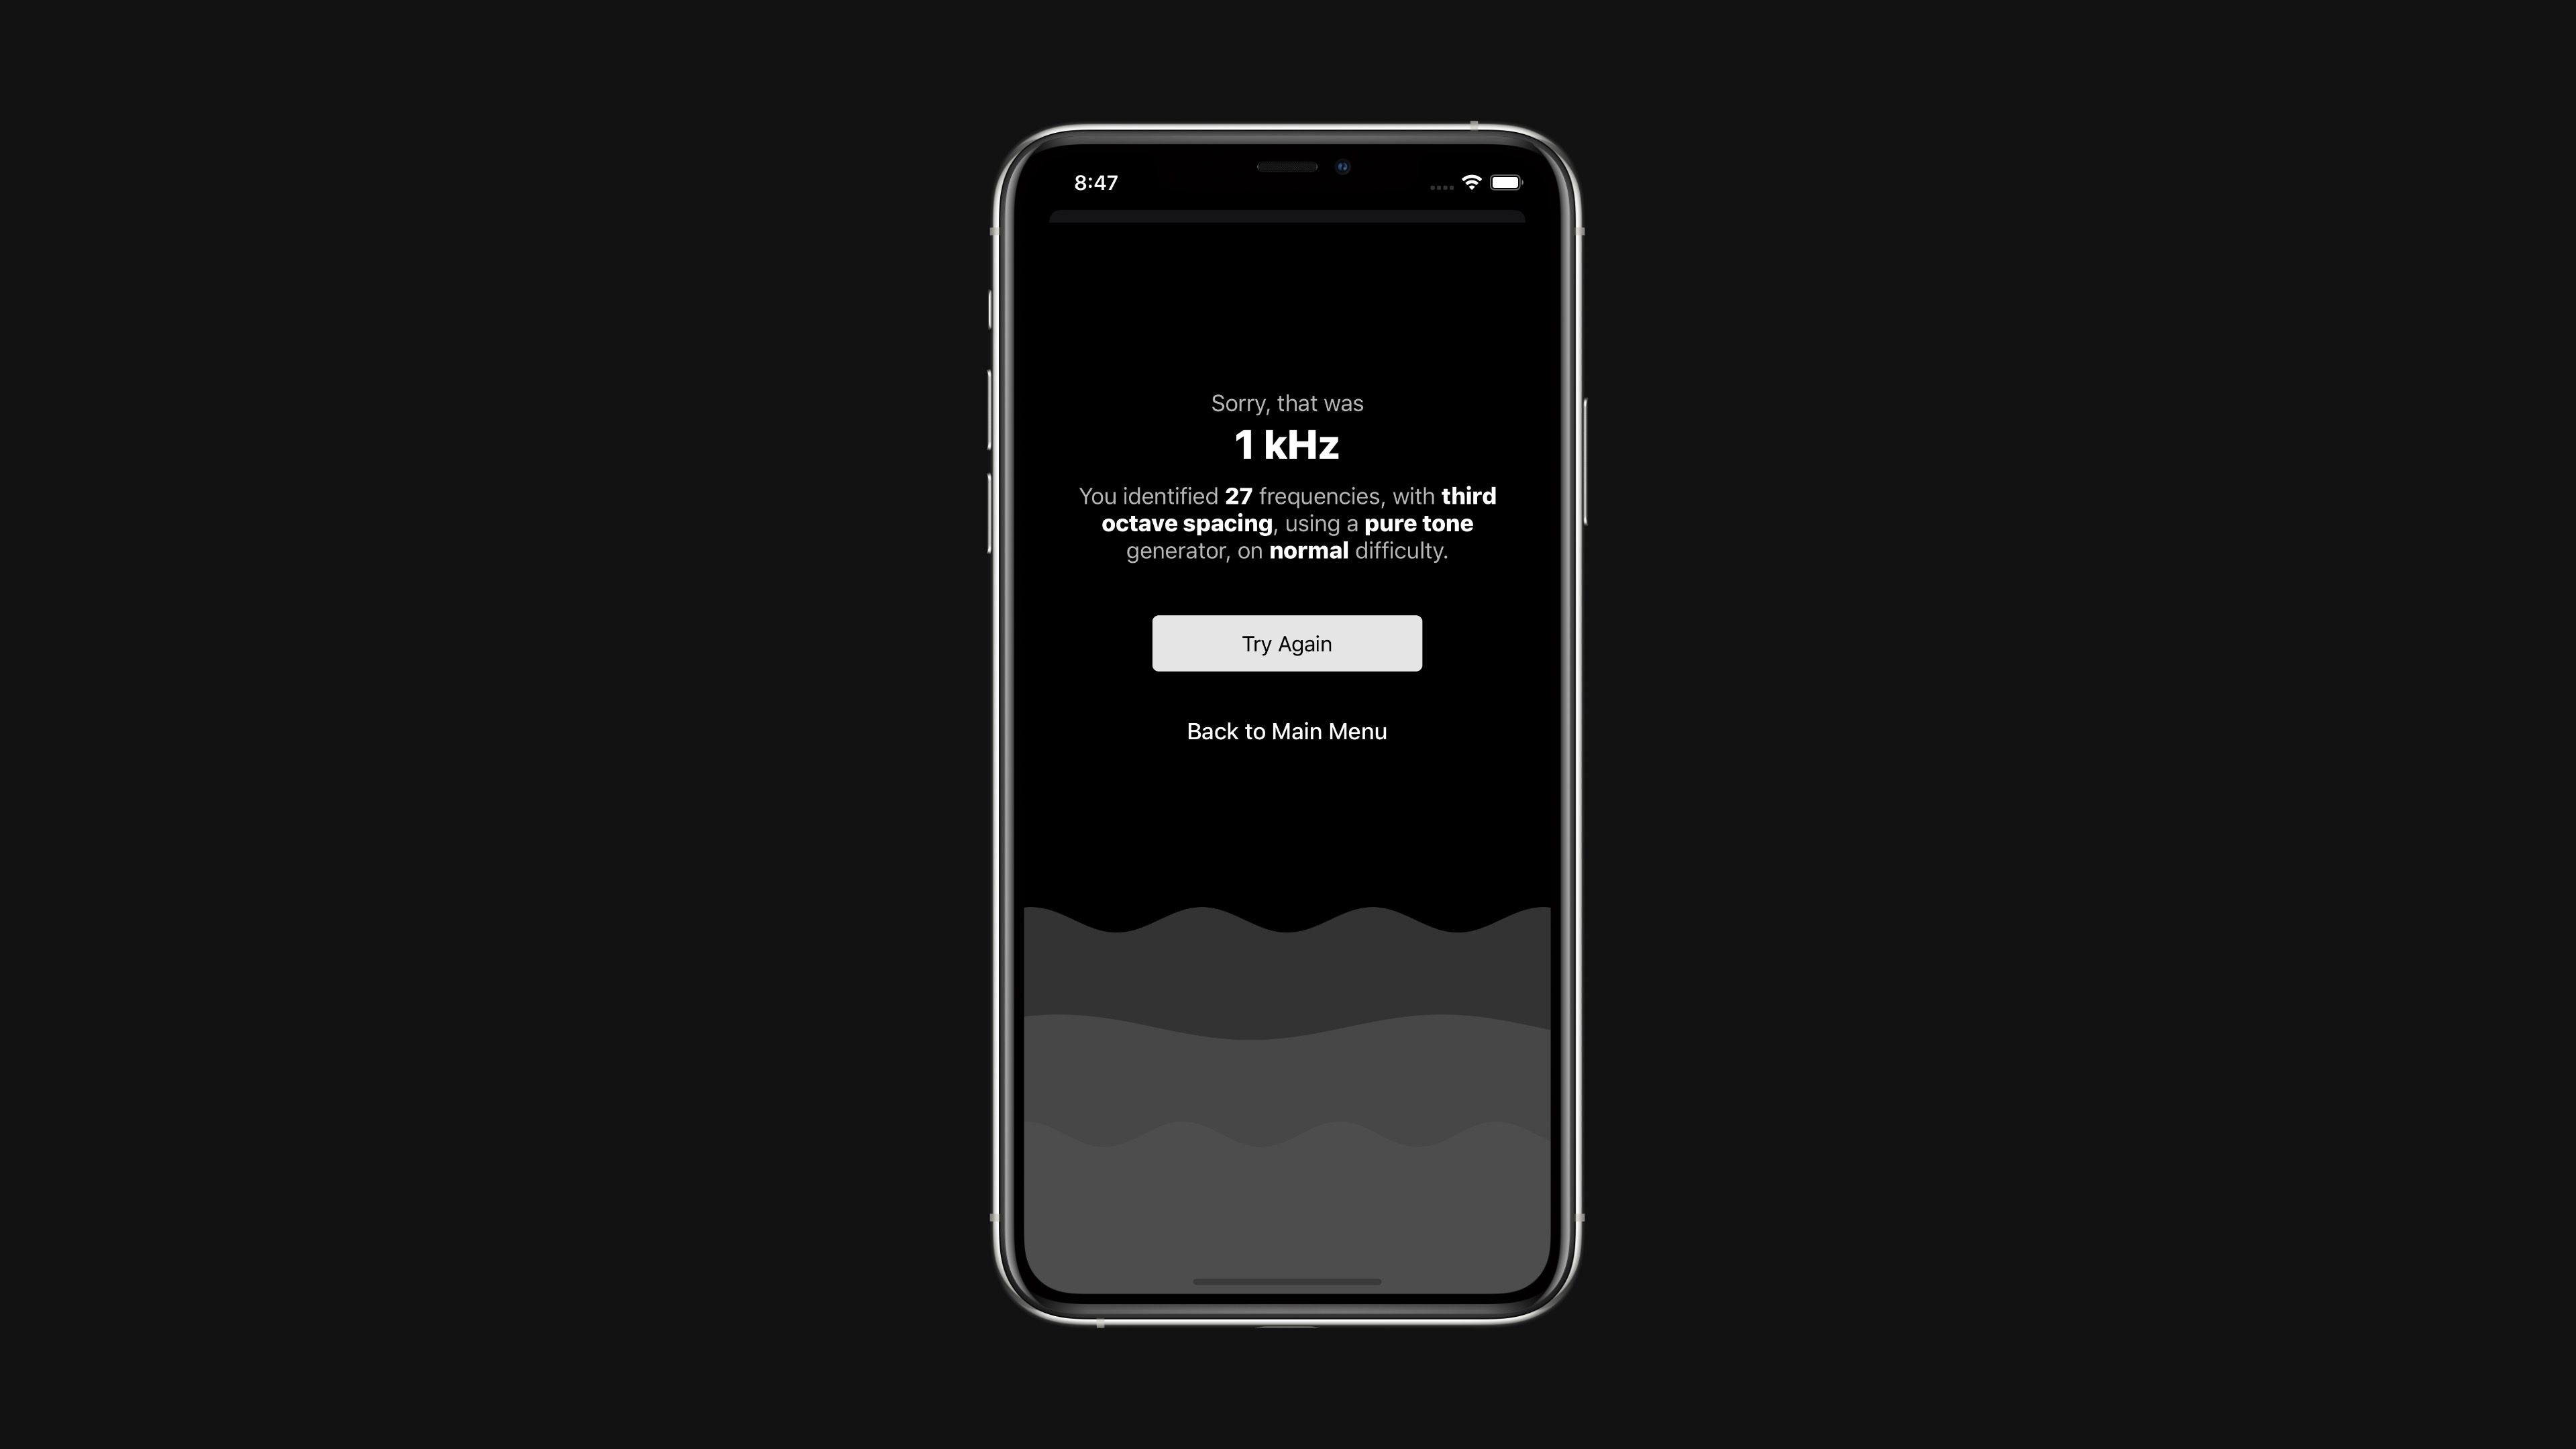 8:47
Sorry, that was
1 kHz
You identified 27 frequencies, with third
octave spacing, using a pure tone
generator, on normal difficulty.
Try Again
Back to Main Menu